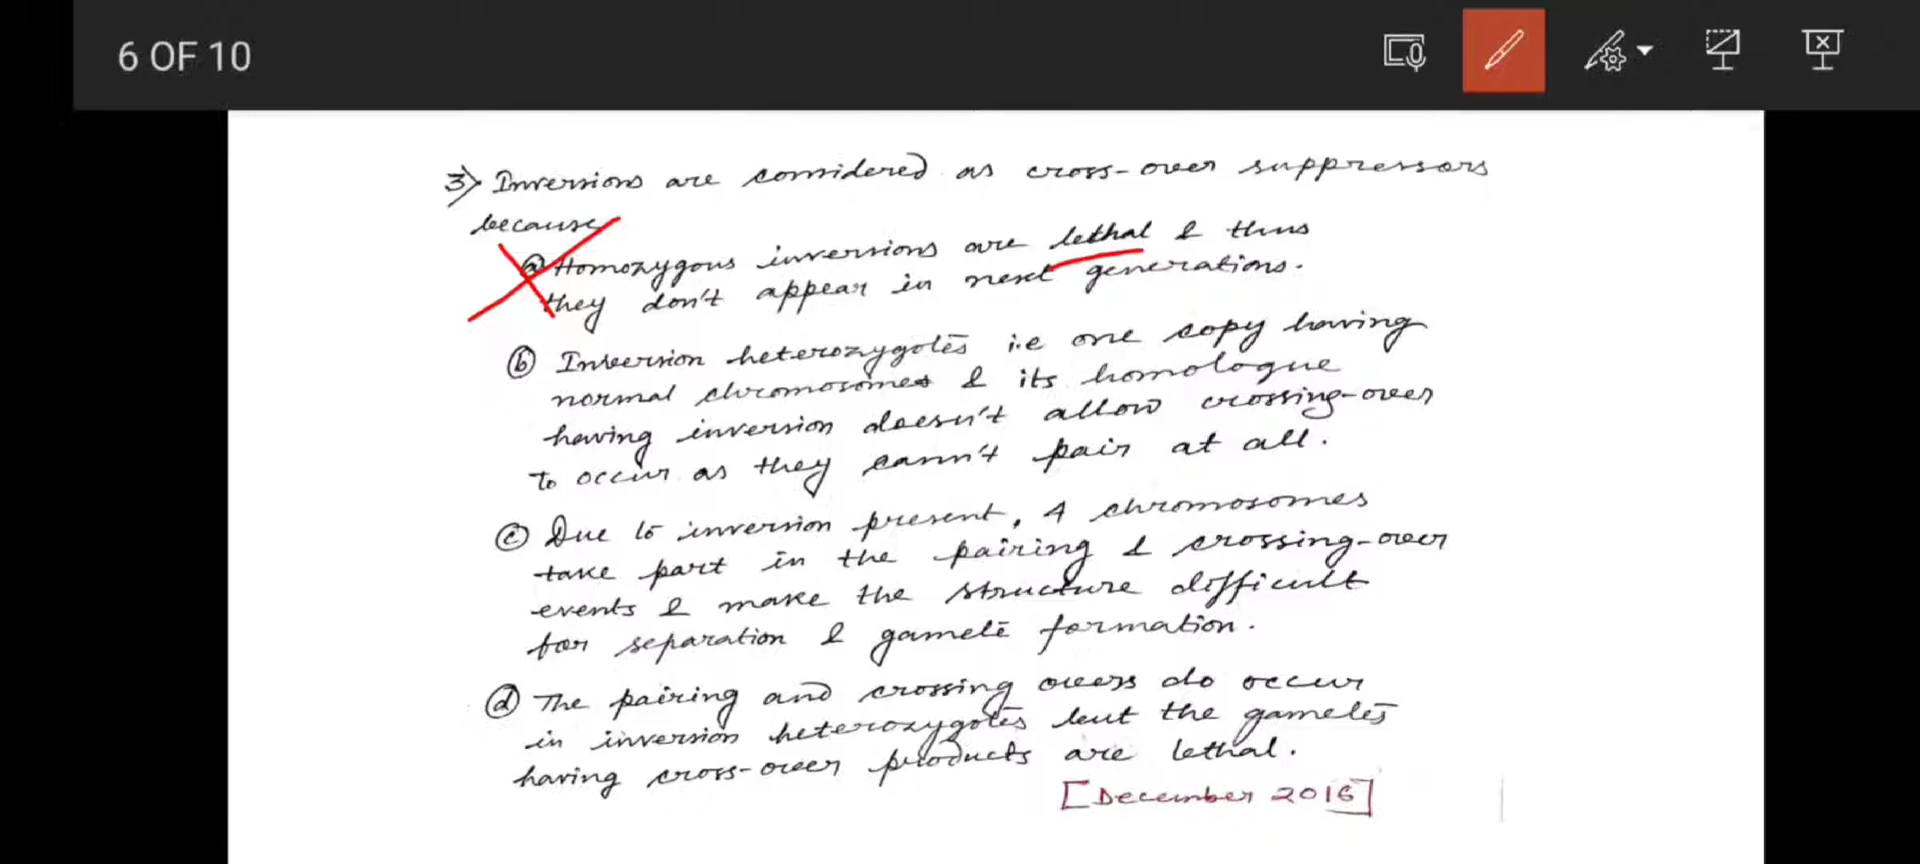 6 OF 10
3) Inversions are considered as cross-over suppressors
because
(a) Homozygous inversions are lethal & thus
they don't appear in next generations.
(b) Inversion heterozygotes i.e one copy having
normal chromosomes & its homologue
having inversion doesn't allow crossing-over
to occur as they cann't pair at all.
(c) Due to inversion present, 4 chromosomes
take part in the pairing & crossing-over
events & make the structure difficult
for separation & gamete formation.
(d) The pairing and crossing overs do occur
in inversion heterozygotes but the gametes
having cross-over products are lethal.
[December 2016]